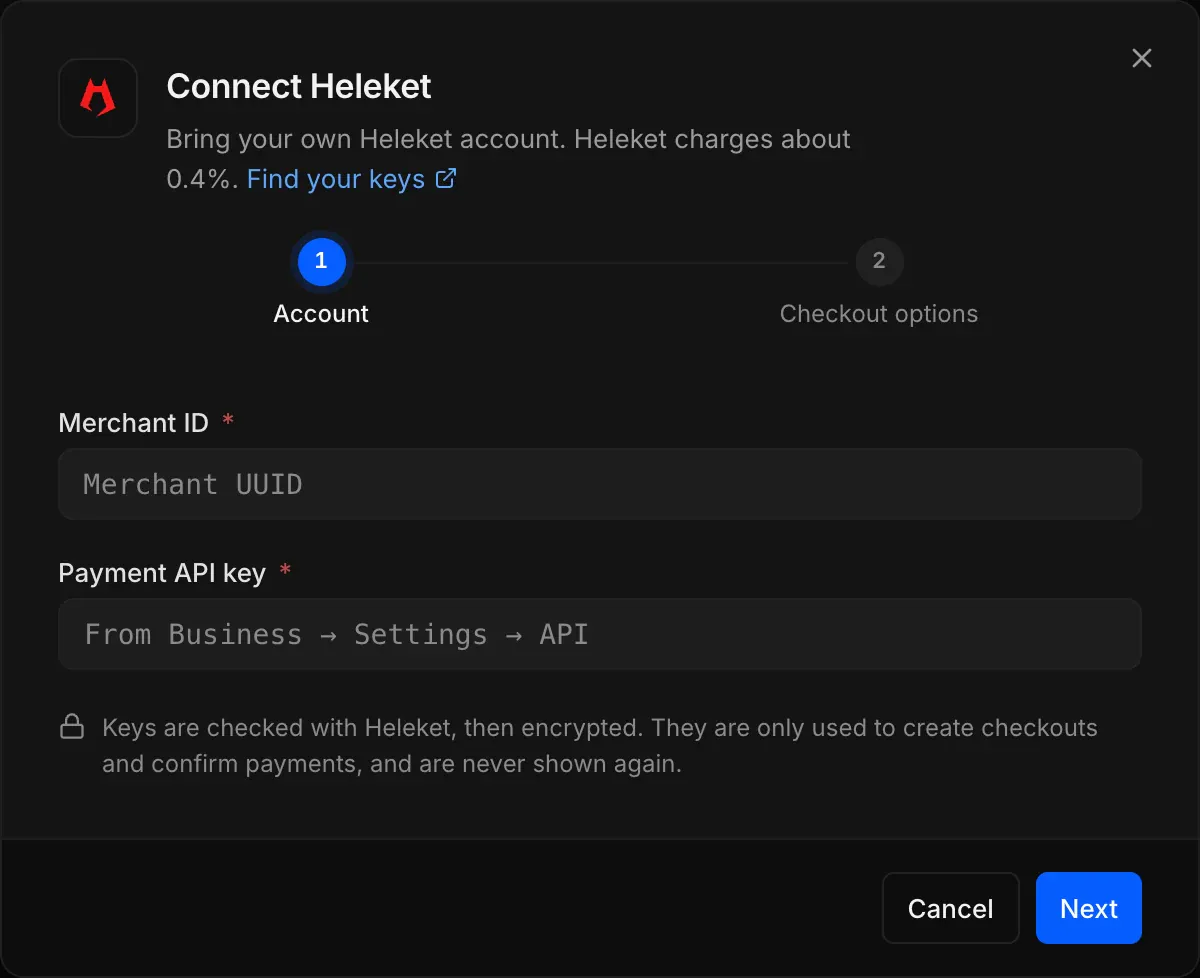 Connect Heleket
Bring your own Heleket account. Heleket charges about
0.4%. Find your keys
1
2
Account
Checkout options
Merchant ID *
Merchant UUID
Payment API key *
From Business → Settings → API
Keys are checked with Heleket, then encrypted. They are only used to create checkouts
and confirm payments, and are never shown again.
Cancel
Next